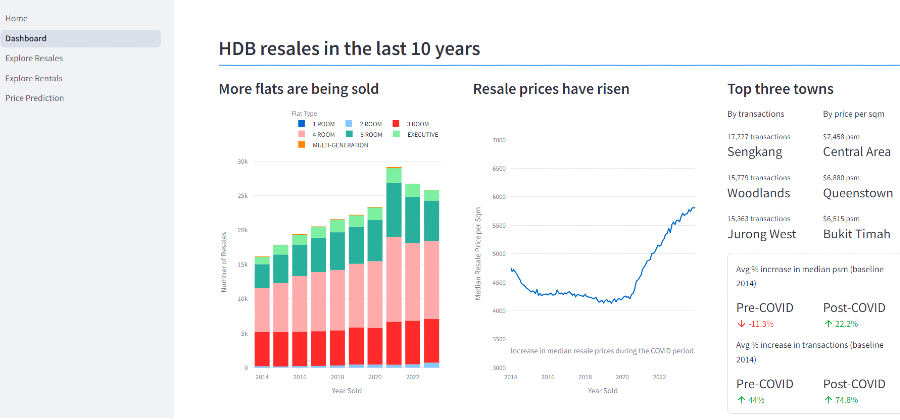 Home
Dashboard
Explore Resales
Explore Rentals
Price Prediction
HDB resales in the last 10 years
More flats are being sold
Flat Type
1 ROOM
2 ROOM
3 ROOM
4 ROOM
5 ROOM
EXECUTIVE
MULTI-GENERATION
30k
25k
20k
15k
10k
5k
0
Number of Resales
2014
2016
2018
2020
2022
Year Sold
Resale prices have risen
7000
6500
6000
5500
5000
4500
4000
3500
3000
Median Resale Price per Sqm
Increase in median resale prices during the COVID period.
2014
2016
2018
2020
2022
Year Sold
Top three towns
By transactions
By price per sqm
17,727 transactions
$7,458 psm
Sengkang
Central Area
15,779 transactions
$6,880 psm
Woodlands
Queenstown
15,363 transactions
$6,515 psm
Jurong West
Bukit Timah
Avg % increase in median psm (baseline
2014)
Pre-COVID
Post-COVID
-11.3%
22.2%
Avg % increase in transactions (baseline
2014)
Pre-COVID
Post-COVID
44%
74.8%